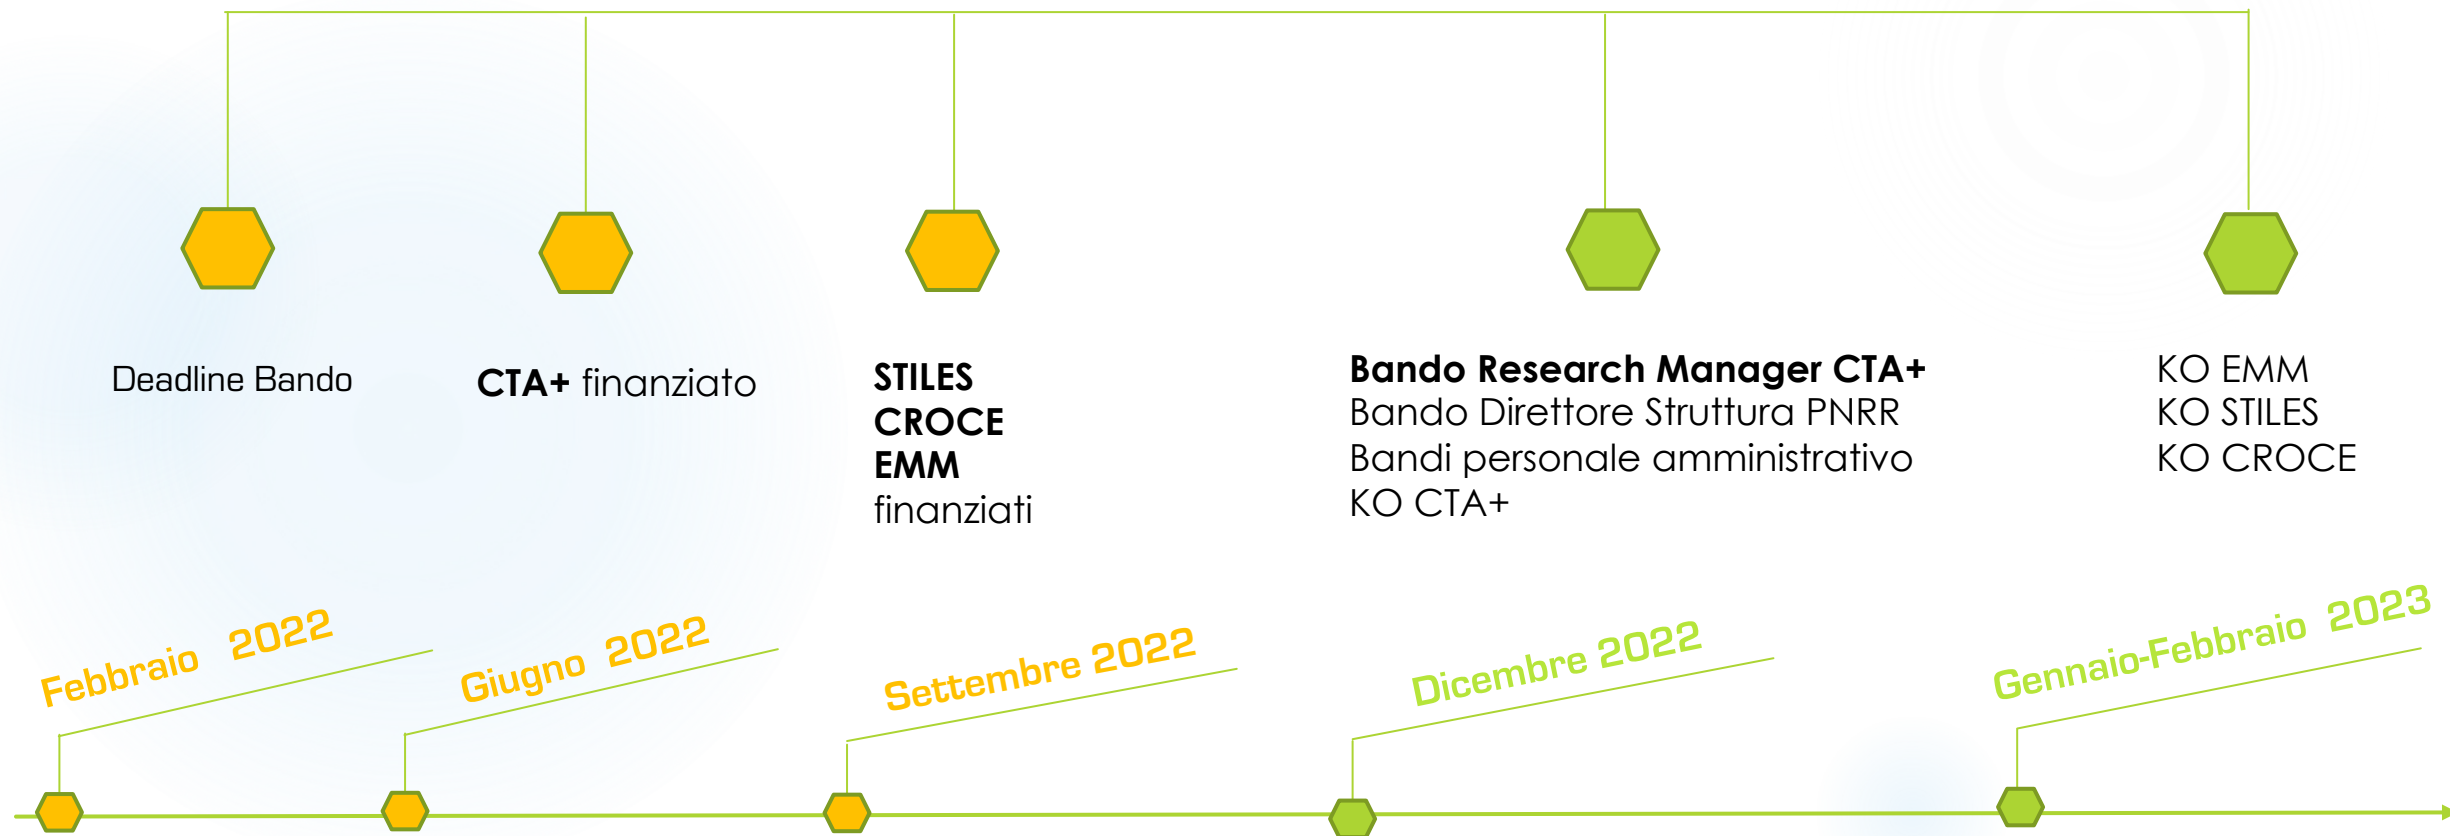 Deadline Bando
CTA+ finanziato
STILES
CROCE
EMM
finanziati
Bando Research Manager CTA+
Bando Direttore Struttura PNRR
Bandi personale amministrativo
KO CTA+
KO EMM
KO STILES
KO CROCE
Febbraio 2022
Giugno 2022
Settembre 2022
Dicembre 2022
Gennaio-Febbraio 2023